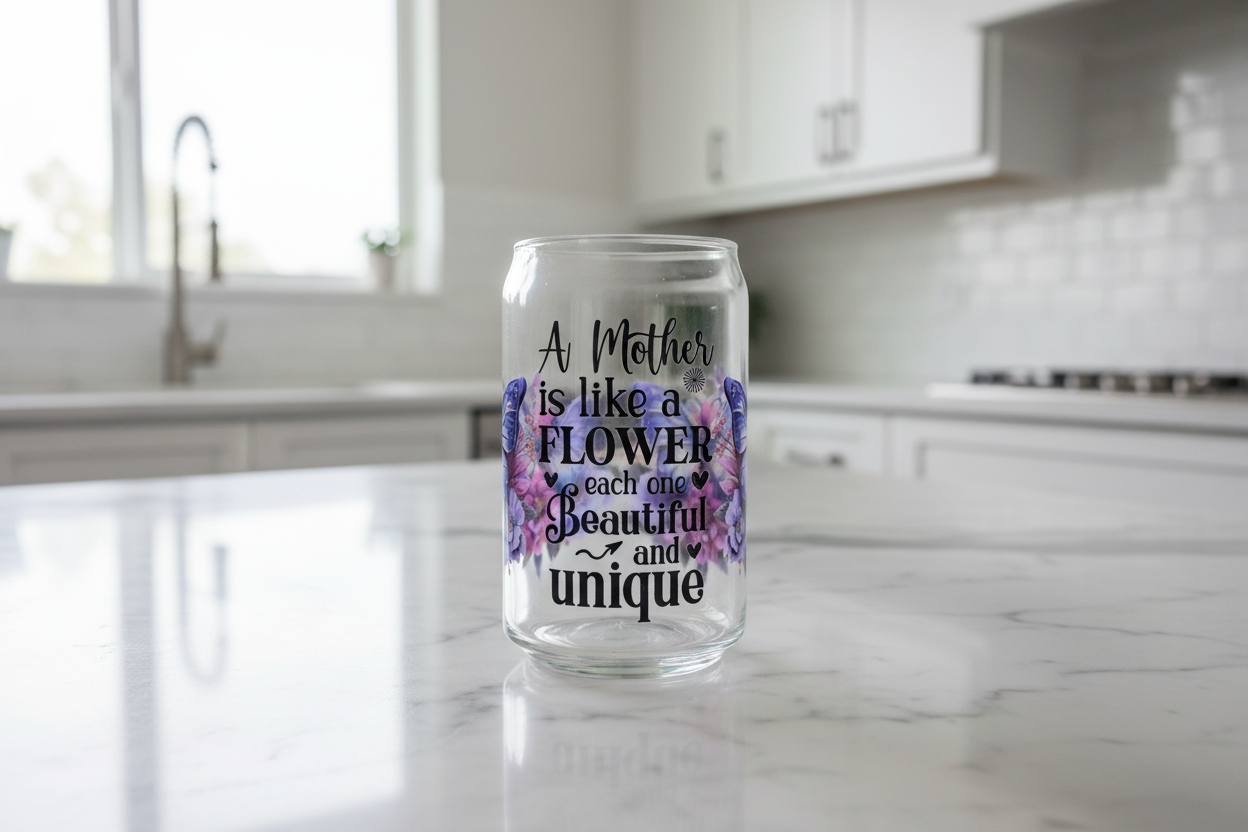 A Mother
is like a
FLOWER
each one
Beautiful
and
unique